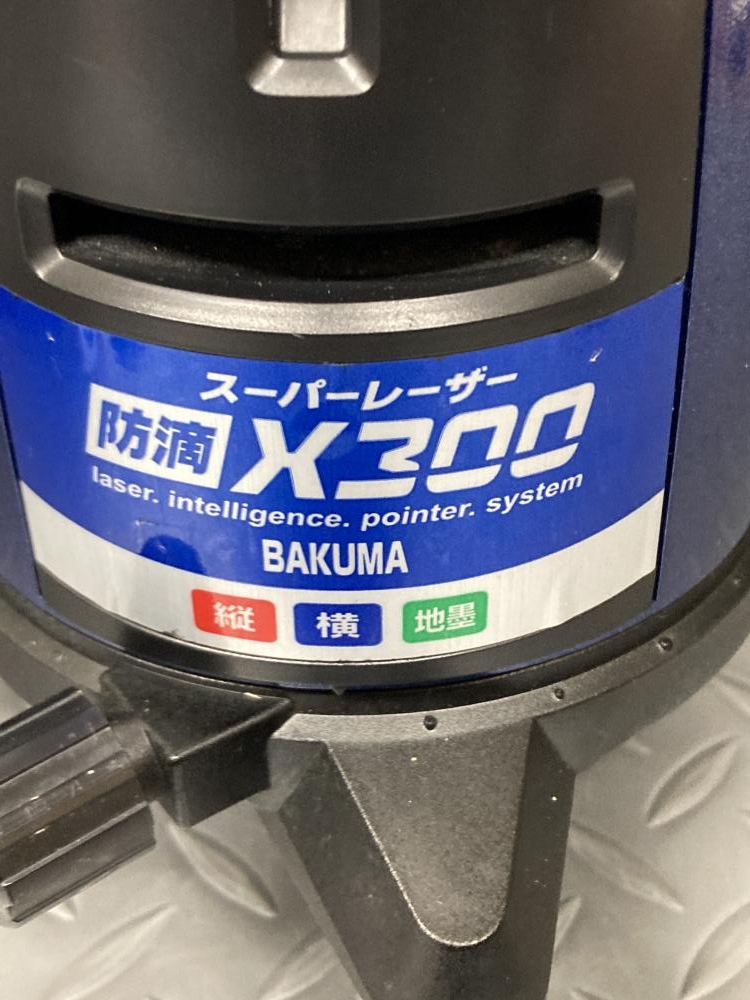 スーパーレーザー
防滴 X300
laser. intelligence. pointer. system
BAKUMA
縦 横 地墨